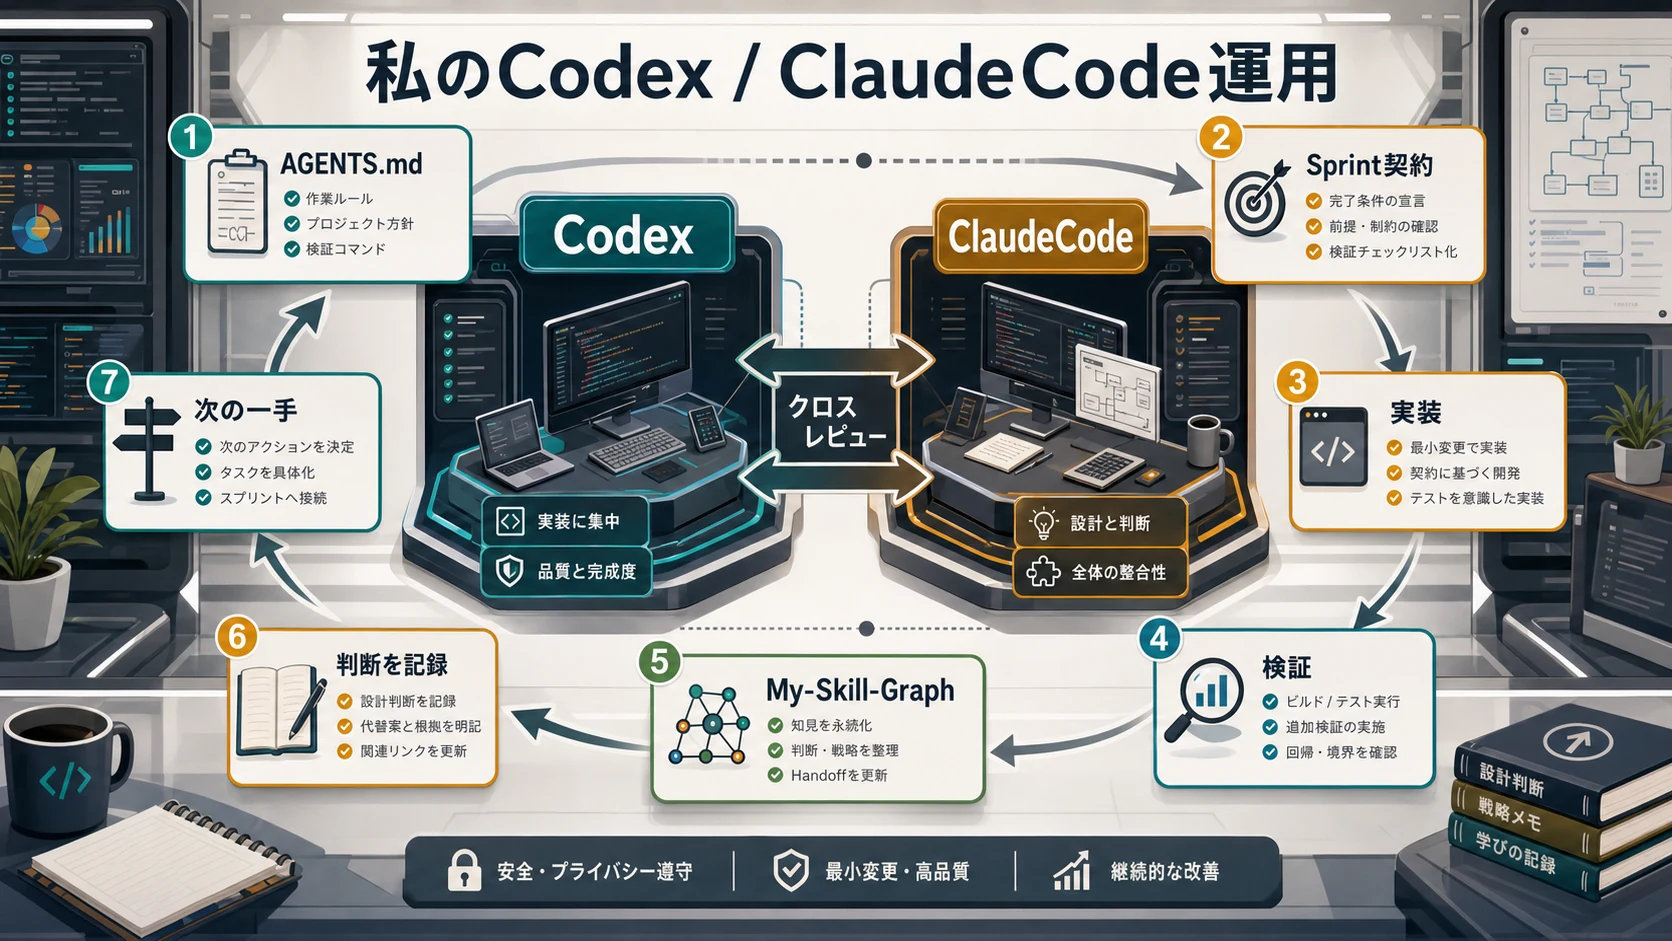 私のCodex / ClaudeCode運用
1
AGENTS.md
作業ルール
プロジェクト方針
検証コマンド
2
Sprint契約
完了条件の宣言
前提・制約の確認
検証チェックリスト化
Codex
ClaudeCode
クロス
レビュー
実装に集中
品質と完成度
設計と判断
全体の整合性
3
実装
最小変更で実装
契約に基づく開発
テストを意識した実装
4
検証
ビルド / テスト実行
追加検証の実施
回帰・境界を確認
5
My-Skill-Graph
知見を永続化
判断・戦略を整理
Handoffを更新
6
判断を記録
設計判断を記録
代替案と根拠を明記
関連リンクを更新
7
次の一手
次のアクションを決定
タスクを具体化
スプリントへ接続
</>
</>
設計判断
戦略メモ
学びの記録
安全・プライバシー遵守
最小変更・高品質
継続的な改善